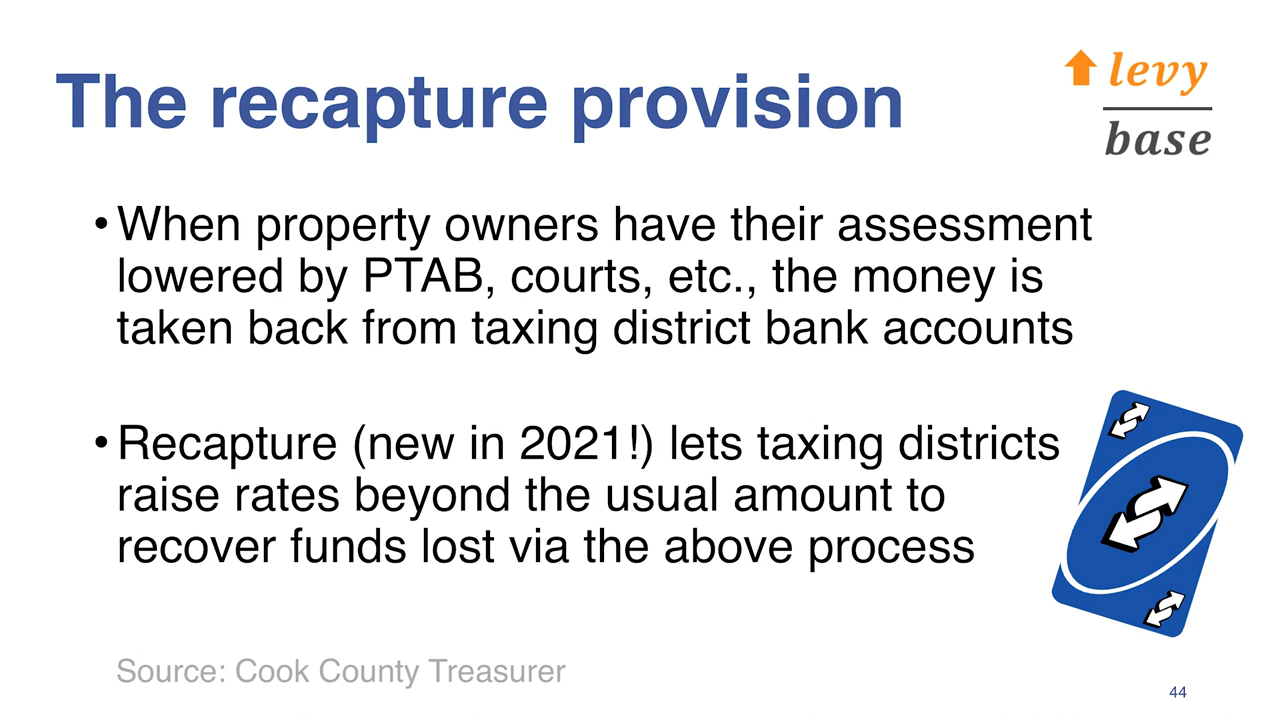 The recapture provision
levy
base
• When property owners have their assessment
lowered by PTAB, courts, etc., the money is
taken back from taxing district bank accounts
• Recapture (new in 2021!) lets taxing districts
raise rates beyond the usual amount to
recover funds lost via the above process
Source: Cook County Treasurer
44